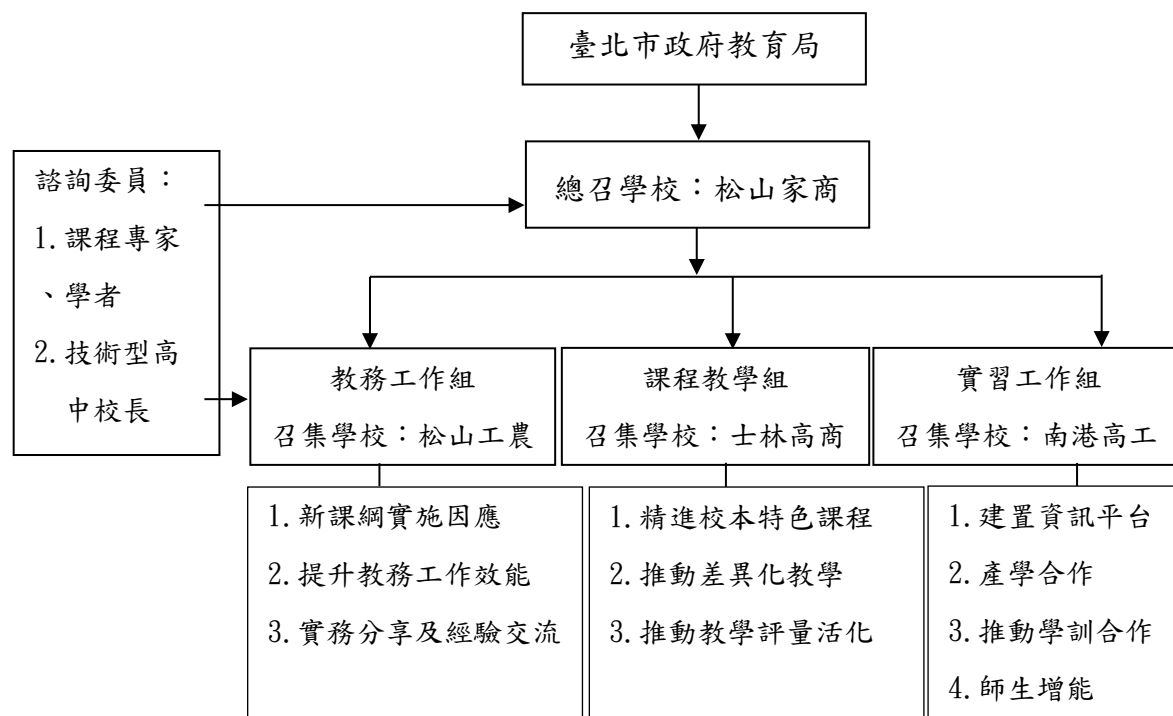 臺北市政府教育局
總召學校：松山家商
諮詢委員：
1.課程專家
、學者
2.技術型高
中校長
教務工作組
召集學校：松山工農
課程教學組
召集學校：士林高商
實習工作組
召集學校：南港高工
1.新課綱實施因應
2.提升教務工作效能
3.實務分享及經驗交流
1.精進校本特色課程
2.推動差異化教學
3.推動教學評量活化
1.建置資訊平台
2.產學合作
3.推動學訓合作
4.師生增能